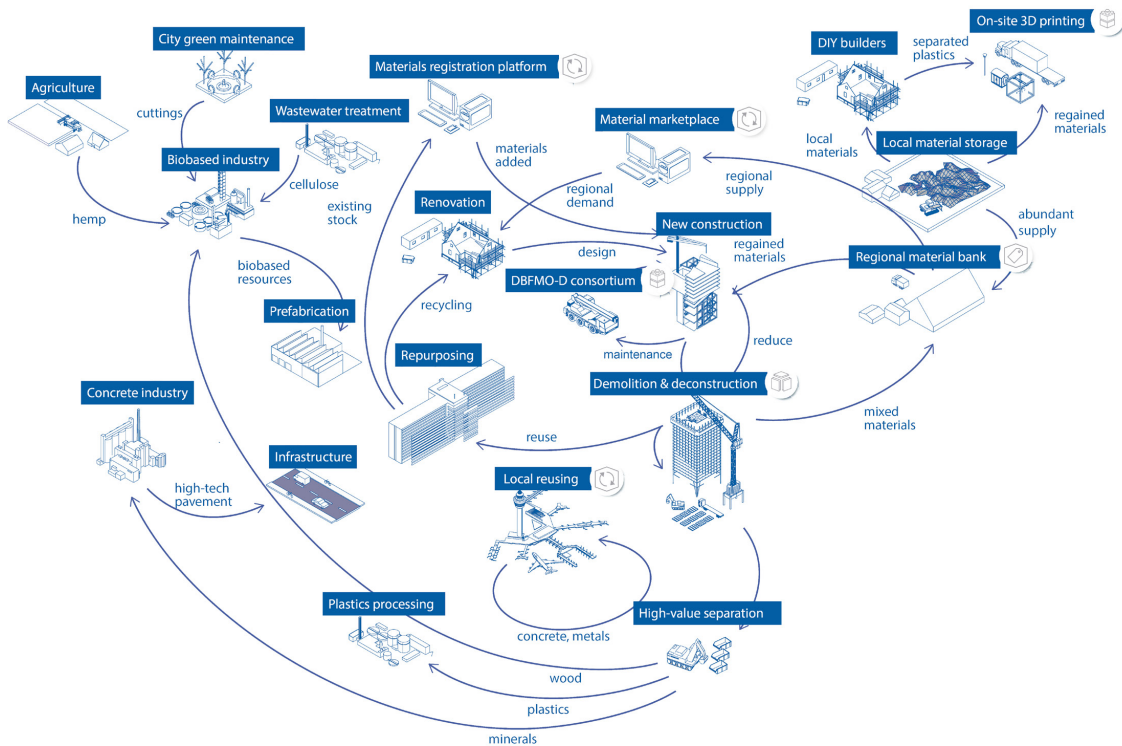 On-site 3D printing
City green maintenance
DIY builders
separated
plastics
Materials registration platform
Agriculture
cuttings
Wastewater treatment
Material marketplace
regained
materials
local
materials
Local material storage
materials
added
Biobased industry
cellulose
regional
supply
regional
demand
existing
stock
Renovation
hemp
New construction
abundant
supply
design
regained
materials
Regional material bank
biobased
resources
DBFMO-D consortium
recycling
Prefabrication
reduce
maintenance
Repurposing
Demolition & deconstruction
Concrete industry
mixed
materials
reuse
Infrastructure
Local reusing
high-tech
pavement
Plastics processing
High-value separation
concrete, metals
wood
plastics
minerals